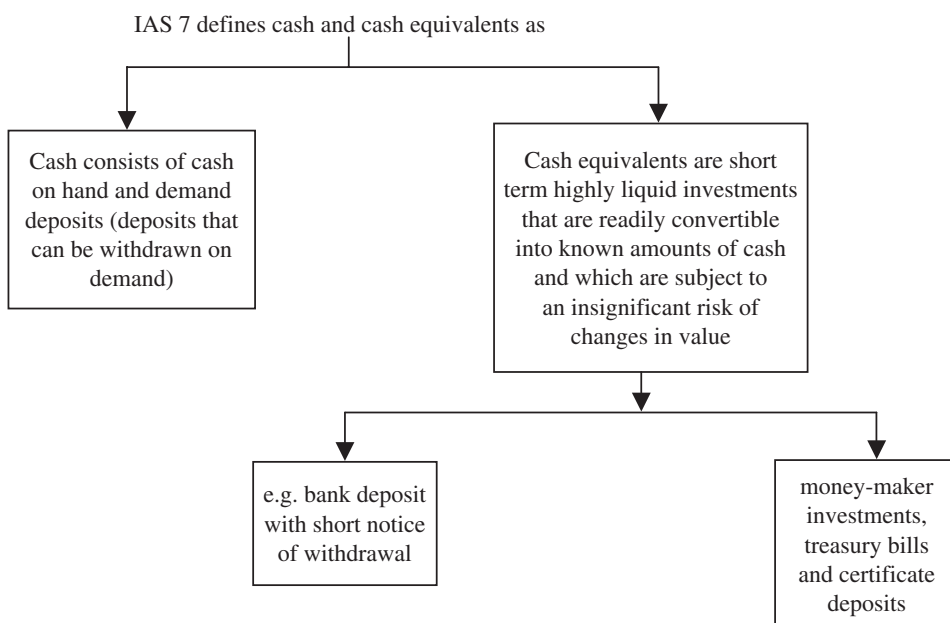 IAS 7 defines cash and cash equivalents as
Cash consists of cash
on hand and demand
deposits (deposits that
can be withdrawn on
demand)
Cash equivalents are short
term highly liquid investments
that are readily convertible
into known amounts of cash
and which are subject to
an insignificant risk of
changes in value
e.g. bank deposit
with short notice
of withdrawal
money-maker
investments,
treasury bills
and certificate
deposits